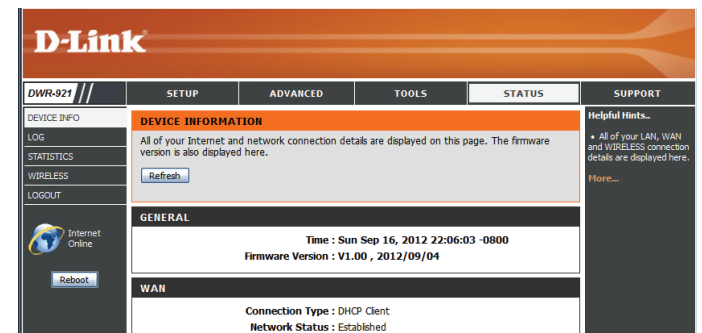 D-Link
DWR-921
SETUP
ADVANCED
TOOLS
STATUS
SUPPORT
DEVICE INFO
LOG
STATISTICS
WIRELESS
LOGOUT
Internet
Online
Reboot
DEVICE INFORMATION
All of your Internet and network connection details are displayed on this page. The firmware
version is also displayed here.
Refresh
GENERAL
Time : Sun Sep 16, 2012 22:06:03 -0800
Firmware Version : V1.00 , 2012/09/04
WAN
Connection Type : DHCP Client
Network Status : Established
Helpful Hints..
• All of your LAN, WAN
and WIRELESS connection
details are displayed here.
More...